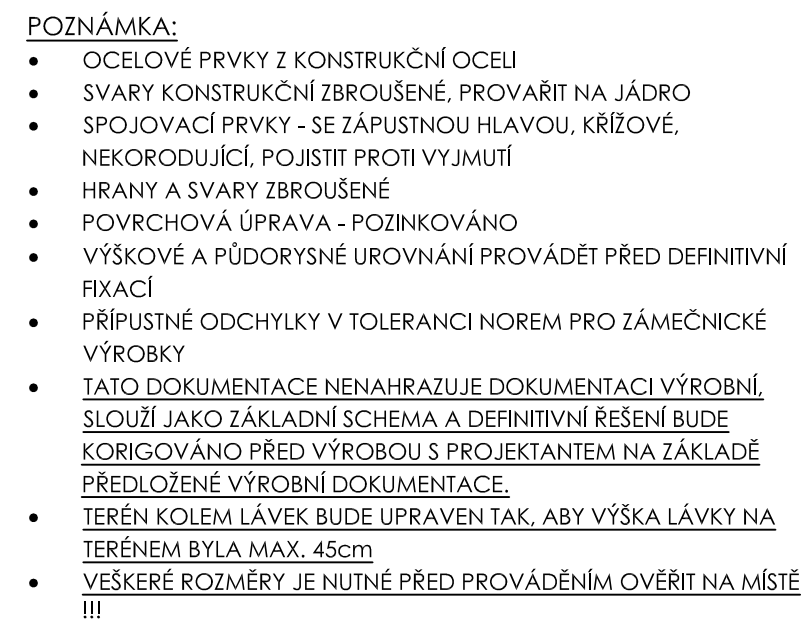 POZNÁMKA:
• OCELOVÉ PRVKY Z KONSTRUKČNÍ OCELI
• SVARY KONSTRUKČNÍ ZBROUŠENÉ, PROVAŘIT NA JÁDRO
• SPOJOVACÍ PRVKY - SE ZÁPUSTNOU HLAVOU, KŘÍŽOVÉ,
NEKORODUJÍCÍ, POJISTIT PROTI VYJMUTÍ
• HRANY A SVARY ZBROUŠENÉ
• POVRCHOVÁ ÚPRAVA - POZINKOVÁNO
• VÝŠKOVÉ A PŮDORYSNÉ UROVNÁNÍ PROVÁDĚT PŘED DEFINITIVNÍ
FIXACÍ
• PŘÍPUSTNÉ ODCHYLKY V TOLERANCI NOREM PRO ZÁMEČNICKÉ
VÝROBKY
• TATO DOKUMENTACE NENAHRAZUJE DOKUMENTACI VÝROBNÍ,
SLOUŽÍ JAKO ZÁKLADNÍ SCHEMA A DEFINITIVNÍ ŘEŠENÍ BUDE
KORIGOVÁNO PŘED VÝROBOU S PROJEKTANTEM NA ZÁKLADĚ
PŘEDLOŽENÉ VÝROBNÍ DOKUMENTACE.
• TERÉN KOLEM LÁVEK BUDE UPRAVEN TAK, ABY VÝŠKA LÁVKY NA
TERÉNEM BYLA MAX. 45cm
• VEŠKERÉ ROZMĚRY JE NUTNÉ PŘED PROVÁDĚNÍM OVĚŘIT NA MÍSTĚ
!!!